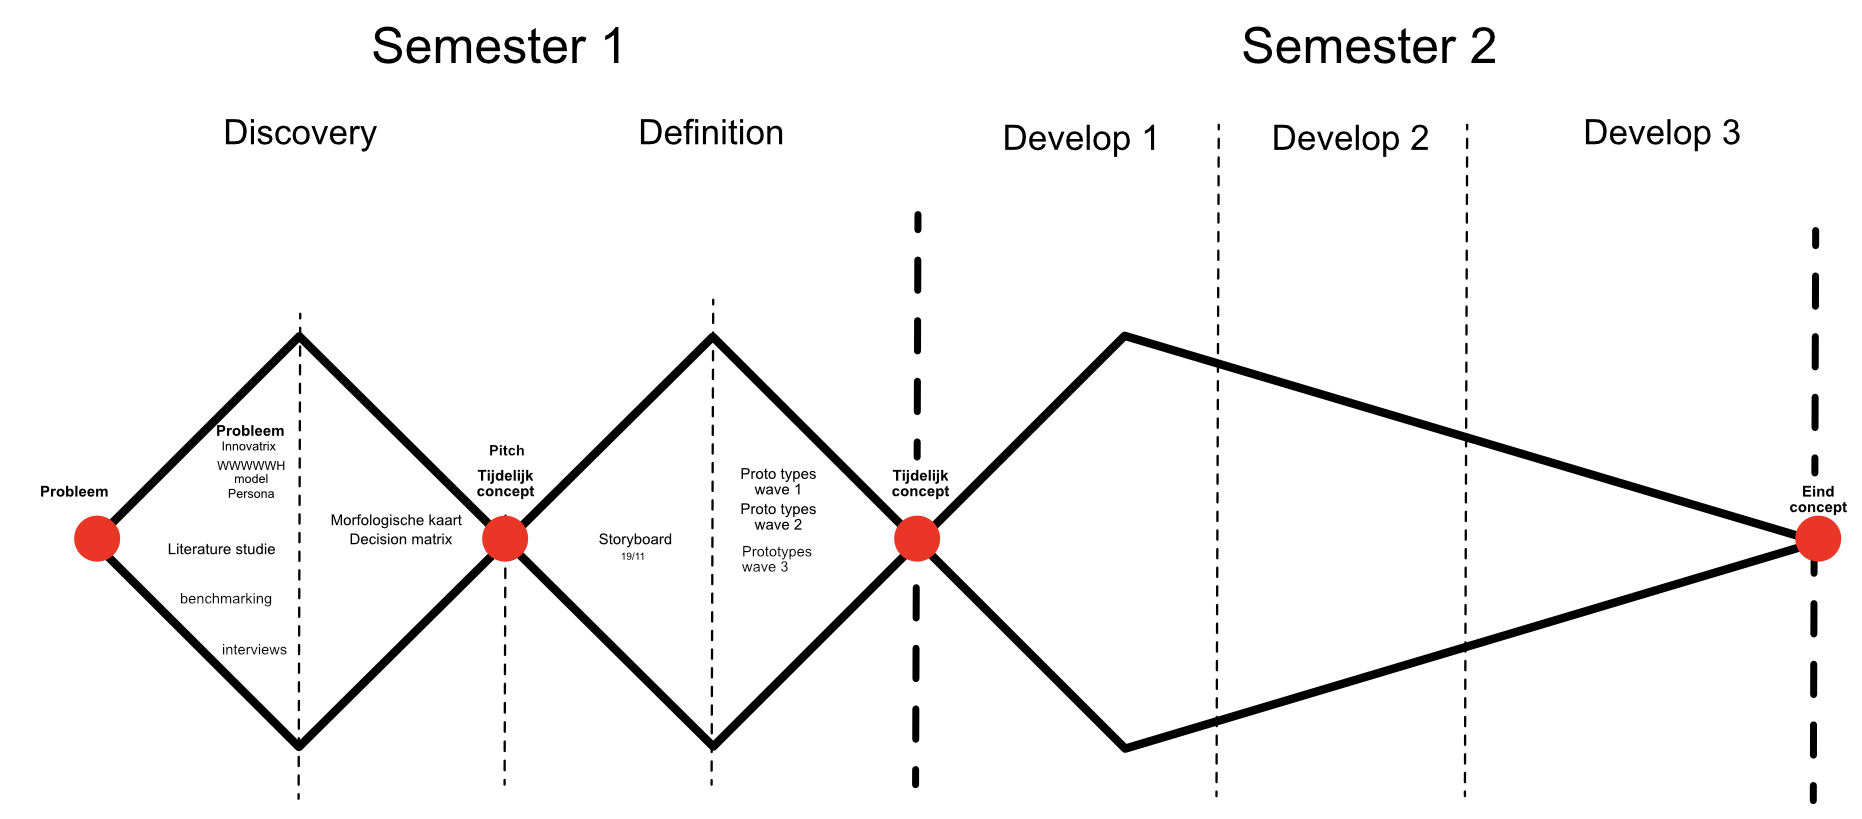 Semester 1
Semester 2
Discovery
Definition
Develop 1
Develop 2
Develop 3
Probleem
Probleem
Innovatrix
WWWWWH
model
Persona
Literature studie
benchmarking
interviews
Morfologische kaart
Decision matrix
Pitch
Tijdelijk
concept
Storyboard
19/11
Proto types
wave 1
Proto types
wave 2
Prototypes
wave 3
Tijdelijk
concept
Eind
concept